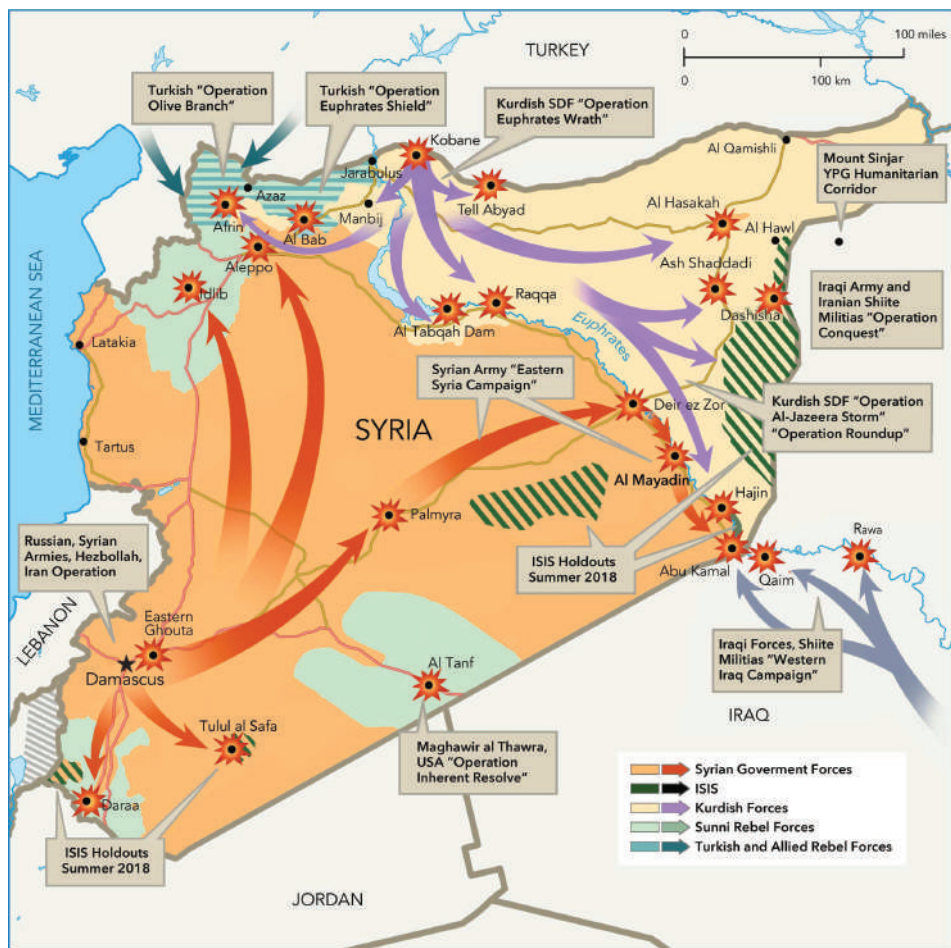 TURKEY
0
100 miles
0
100 km
Turkish “Operation
Olive Branch”
Turkish “Operation
Euphrates Shield”
Kurdish SDF “Operation
Euphrates Wrath”
Kobane
Al Qamishli
Mount Sinjar
YPG Humanitarian
Corridor
Jarabulus
Azaz
Manbij
Tell Abyad
Afrin
Al Bab
Al Hasakah
Al Hawl
Aleppo
Ash Shaddadi
Idlib
Raqqa
Dashisha
Al Tabqah Dam
Euphrates
Iraqi Army and
Iranian Shiite
Militias “Operation
Conquest”
MEDITERRANEAN SEA
Latakia
Syrian Army “Eastern
Syria Campaign”
Deir ez Zor
Kurdish SDF “Operation
Al-Jazeera Storm”
“Operation Roundup”
SYRIA
Tartus
Al Mayadin
Hajin
Palmyra
Russian, Syrian
Armies, Hezbollah,
Iran Operation
ISIS Holdouts
Summer 2018
Abu Kamal
Qaim
Rawa
LEBANON
Eastern
Ghouta
Damascus
Al Tanf
Iraqi Forces, Shiite
Militias “Western
Iraq Campaign”
IRAQ
Tulul al Safa
Maghawir al Thawra,
USA “Operation
Inherent Resolve”
Daraa
ISIS Holdouts
Summer 2018
JORDAN
Syrian Goverment Forces
ISIS
Kurdish Forces
Sunni Rebel Forces
Turkish and Allied Rebel Forces